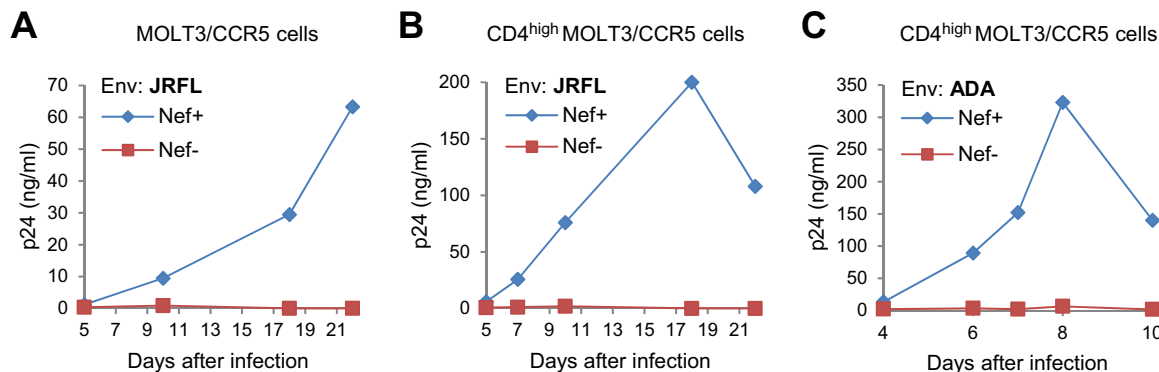 A
MOLT3/CCR5 cells
Env: JRFL
Nef+
Nef-
p24 (ng/ml)
70
60
50
40
30
20
10
0
5 7 9 11 13 15 17 19 21
Days after infection
B
CD4high MOLT3/CCR5 cells
Env: JRFL
Nef+
Nef-
p24 (ng/ml)
200
150
100
50
0
5 7 9 11 13 15 17 19 21
Days after infection
C
CD4high MOLT3/CCR5 cells
Env: ADA
Nef+
Nef-
p24 (ng/ml)
350
300
250
200
150
100
50
0
4 6 8 10
Days after infection